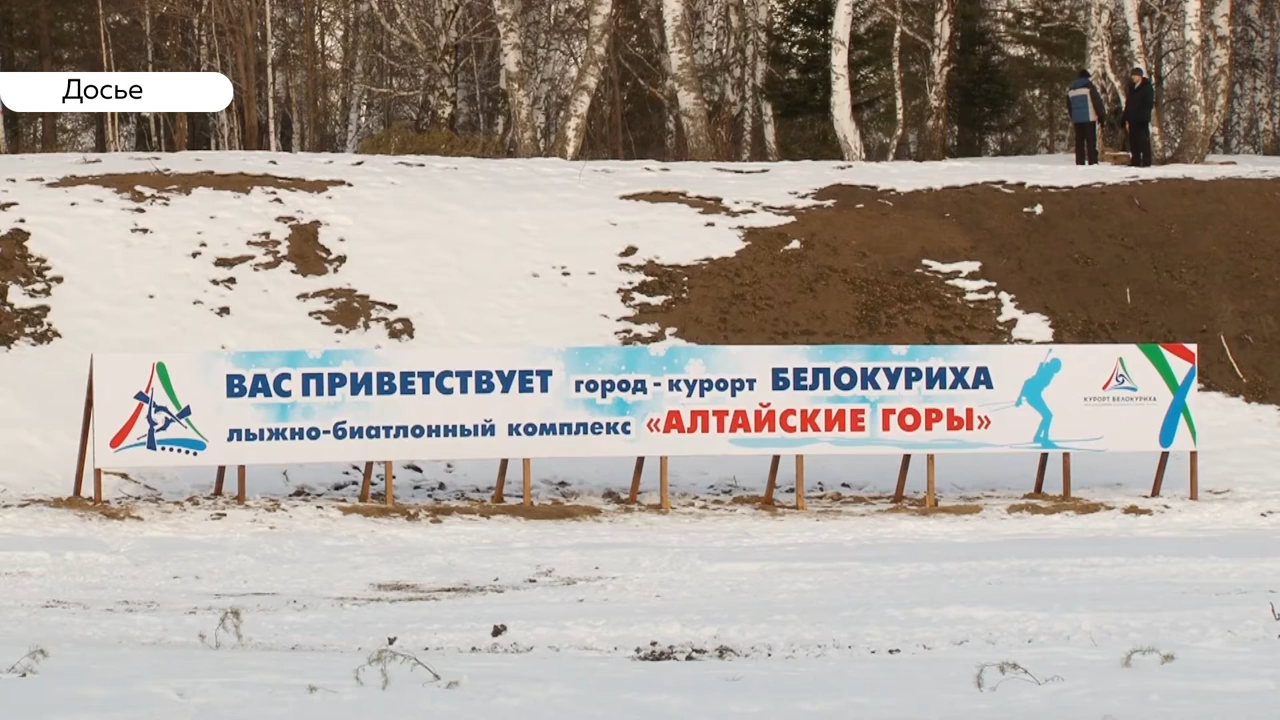 Досье
ВАС ПРИВЕТСТВУЕТ город - курорт БЕЛОКУРИХА
лыжно-биатлонный комплекс «АЛТАЙСКИЕ ГОРЫ»
КУРОРТ БЕЛОКУРИХА